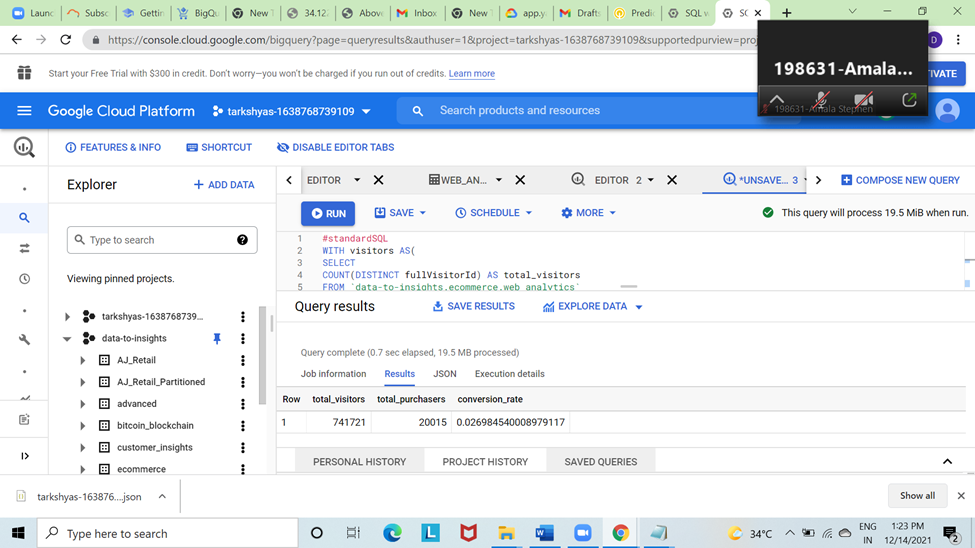 Launc
Subsc
Gettin
BigQu
New T
34.12
Above
Inbox
New T
app.y
Drafts
Predi
SQL w
SC
https://console.cloud.google.com/bigquery?page=queryresults&authuser=1&project=tarkshyas-1638768739109&supportedpurview=proj
D
Start your Free Trial with $300 in credit. Don't worry—you won't be charged if you run out of credits. Learn more
IVATE
198631-Amala...
198631-Amala Stephen
Google Cloud Platform
tarkshyas-1638768739109
Search products and resources
FEATURES & INFO
SHORTCUT
DISABLE EDITOR TABS
Explorer
+ ADD DATA
EDITOR
WEB_AN...
EDITOR 2
*UNSAVE... 3
COMPOSE NEW QUERY
RUN
SAVE
SCHEDULE
MORE
This query will process 19.5 MiB when run.
Type to search
Viewing pinned projects.
tarkshyas-1638768739...
data-to-insights
AJ_Retail
AJ_Retail_Partitioned
advanced
bitcoin_blockchain
customer_insights
ecommerce
1 #standardSQL
2 WITH visitors AS(
3 SELECT
4 COUNT(DISTINCT fullVisitorId) AS total_visitors
5 FROM `data-to-insights.ecommerce.web_analytics`
Query results
SAVE RESULTS
EXPLORE DATA
Query complete (0.7 sec elapsed, 19.5 MB processed)
Job information
Results
JSON
Execution details
Row total_visitors total_purchasers conversion_rate
1 741721 20015 0.026984540008979117
PERSONAL HISTORY
PROJECT HISTORY
SAVED QUERIES
tarkshyas-163876....json
Show all
Type here to search
L
W
34°C
ENG
IN
1:23 PM
12/14/2021
2